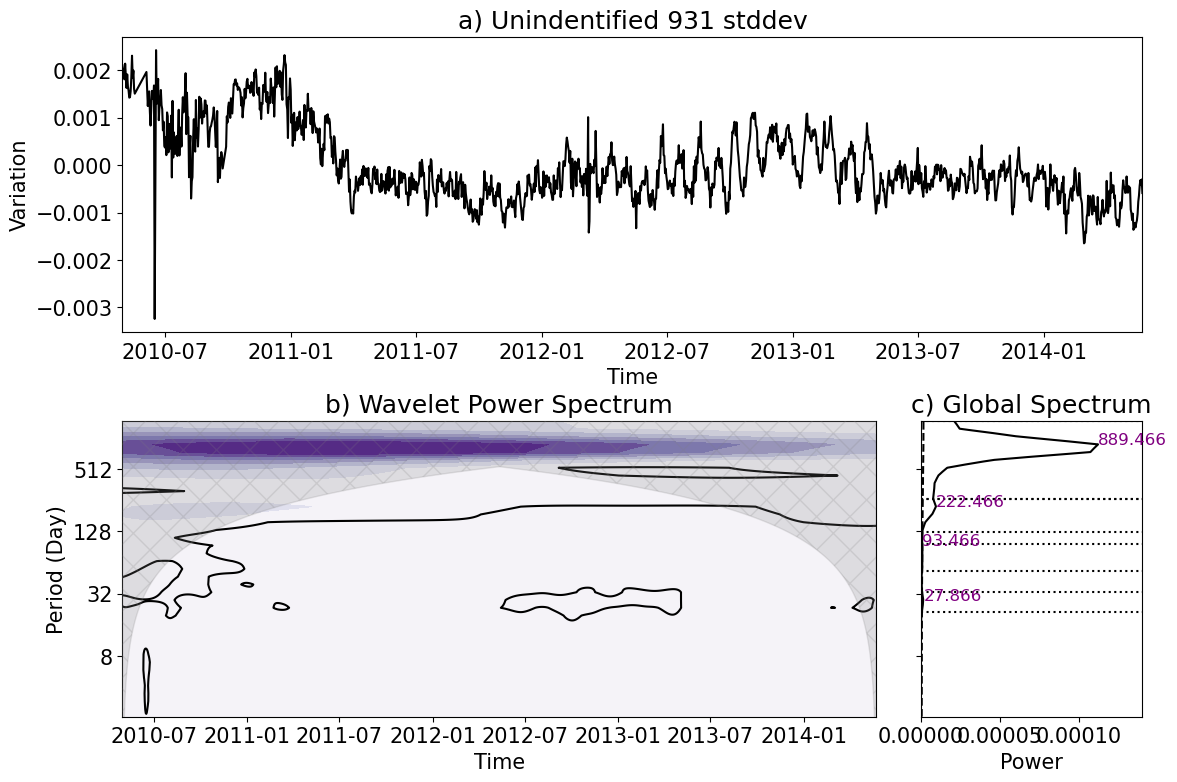 a) Unidentified 931 stddev
Variation
0.002
0.001
0.000
−0.001
−0.002
−0.003
2010-07 2011-01 2011-07 2012-01 2012-07 2013-01 2013-07 2014-01
Time
b) Wavelet Power Spectrum
Period (Day)
512
128
32
8
2010-07 2011-01 2011-07 2012-01 2012-07 2013-01 2013-07 2014-01
Time
c) Global Spectrum
889.466
222.466
93.466
27.866
0.00000 0.00005 0.00010
Power